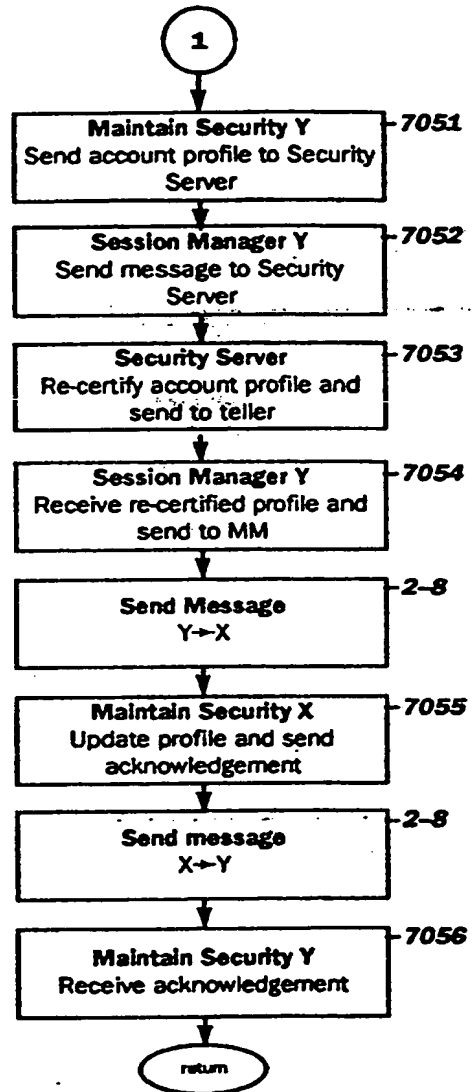 1
Maintain Security Y
Send account profile to Security
Server
7051
Session Manager Y
Send message to Security
Server
7052
Security Server
Re-certify account profile and
send to teller
7053
Session Manager Y
Receive re-certified profile and
send to MM
7054
Send Message
Y→X
2-8
Maintain Security X
Update profile and send
acknowledgement
7055
Send message
X→Y
2-8
Maintain Security Y
Receive acknowledgement
7056
return